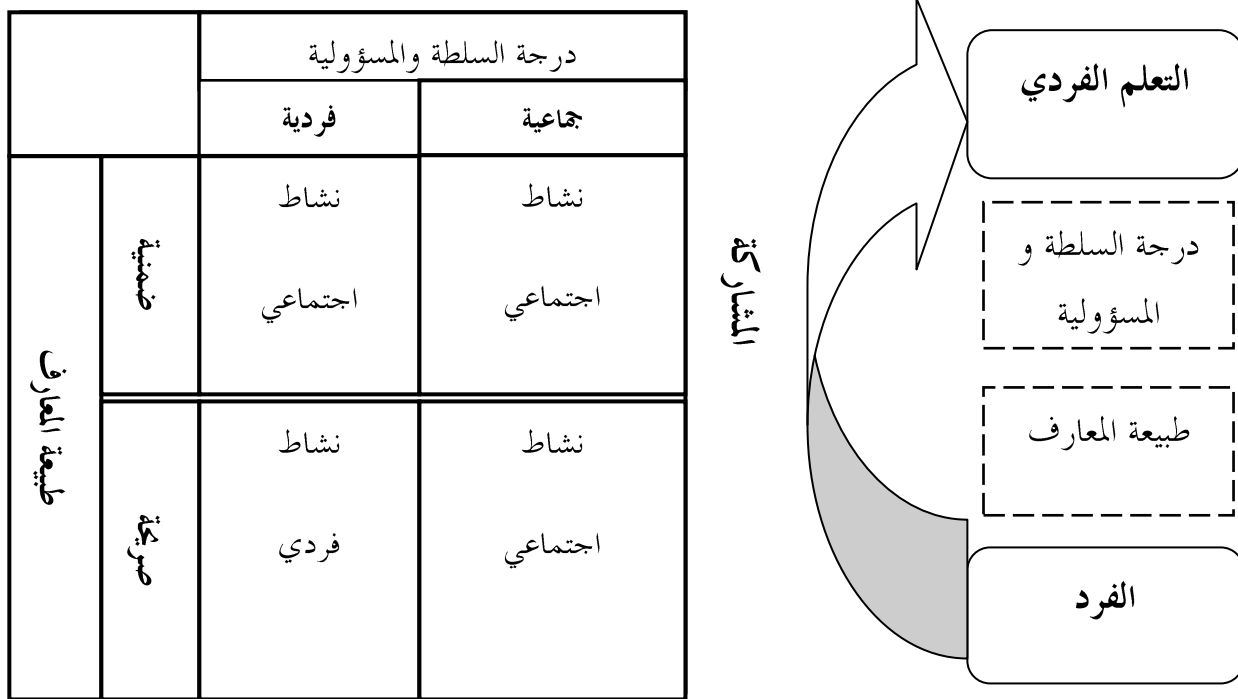 التعلم الفردي
درجة السلطة و
المسؤولية
طبيعة المعارف
الفرد
المشاركة
درجة السلطة والمسؤولية
جماعية
فردية
ضمنية
نشاط
اجتماعي
نشاط
اجتماعي
طبيعة المعارف
صريحة
نشاط
فردي
نشاط
اجتماعي